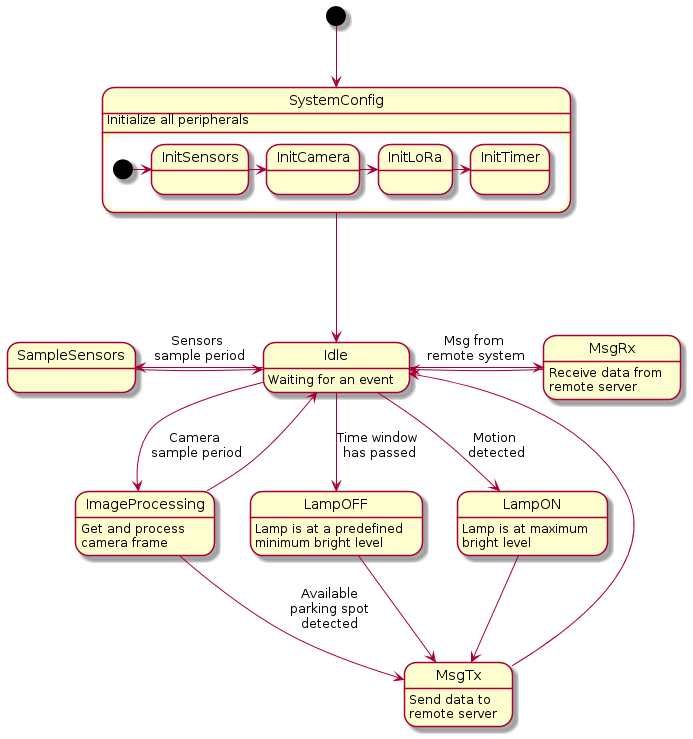 SystemConfig
Initialize all peripherals
InitSensors
InitCamera
InitLoRa
InitTimer
SampleSensors
Sensors
sample period
Idle
Waiting for an event
Msg from
remote system
MsgRx
Receive data from
remote server
Camera
sample period
Time window
has passed
Motion
detected
ImageProcessing
Get and process
camera frame
LampOFF
Lamp is at a predefined
minimum bright level
LampON
Lamp is at maximum
bright level
Available
parking spot
detected
MsgTx
Send data to
remote server